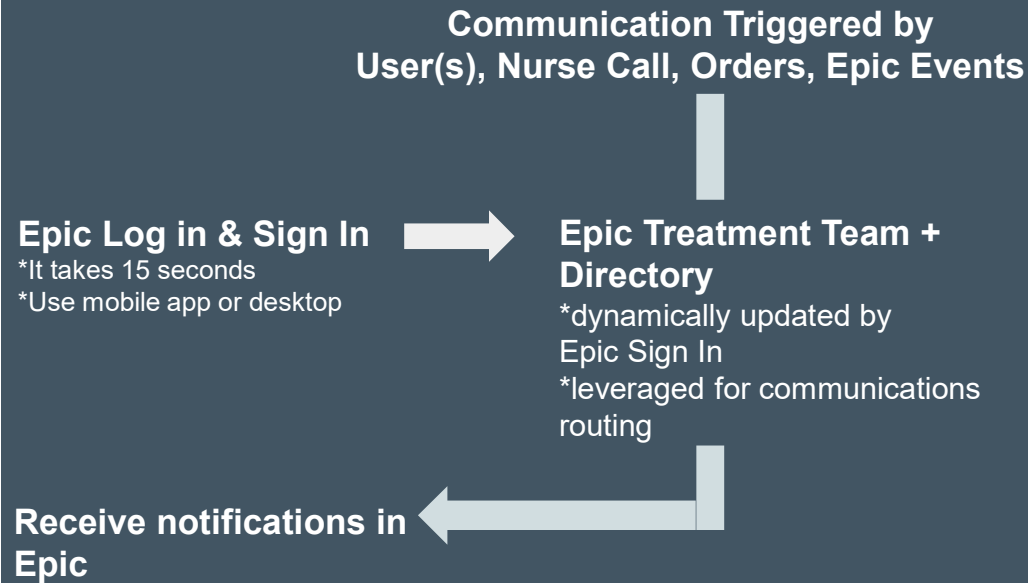 Communication Triggered by
User(s), Nurse Call, Orders, Epic Events
Epic Log in & Sign In
*It takes 15 seconds
*Use mobile app or desktop
Epic Treatment Team +
Directory
*dynamically updated by
Epic Sign In
*leveraged for communications
routing
Receive notifications in
Epic